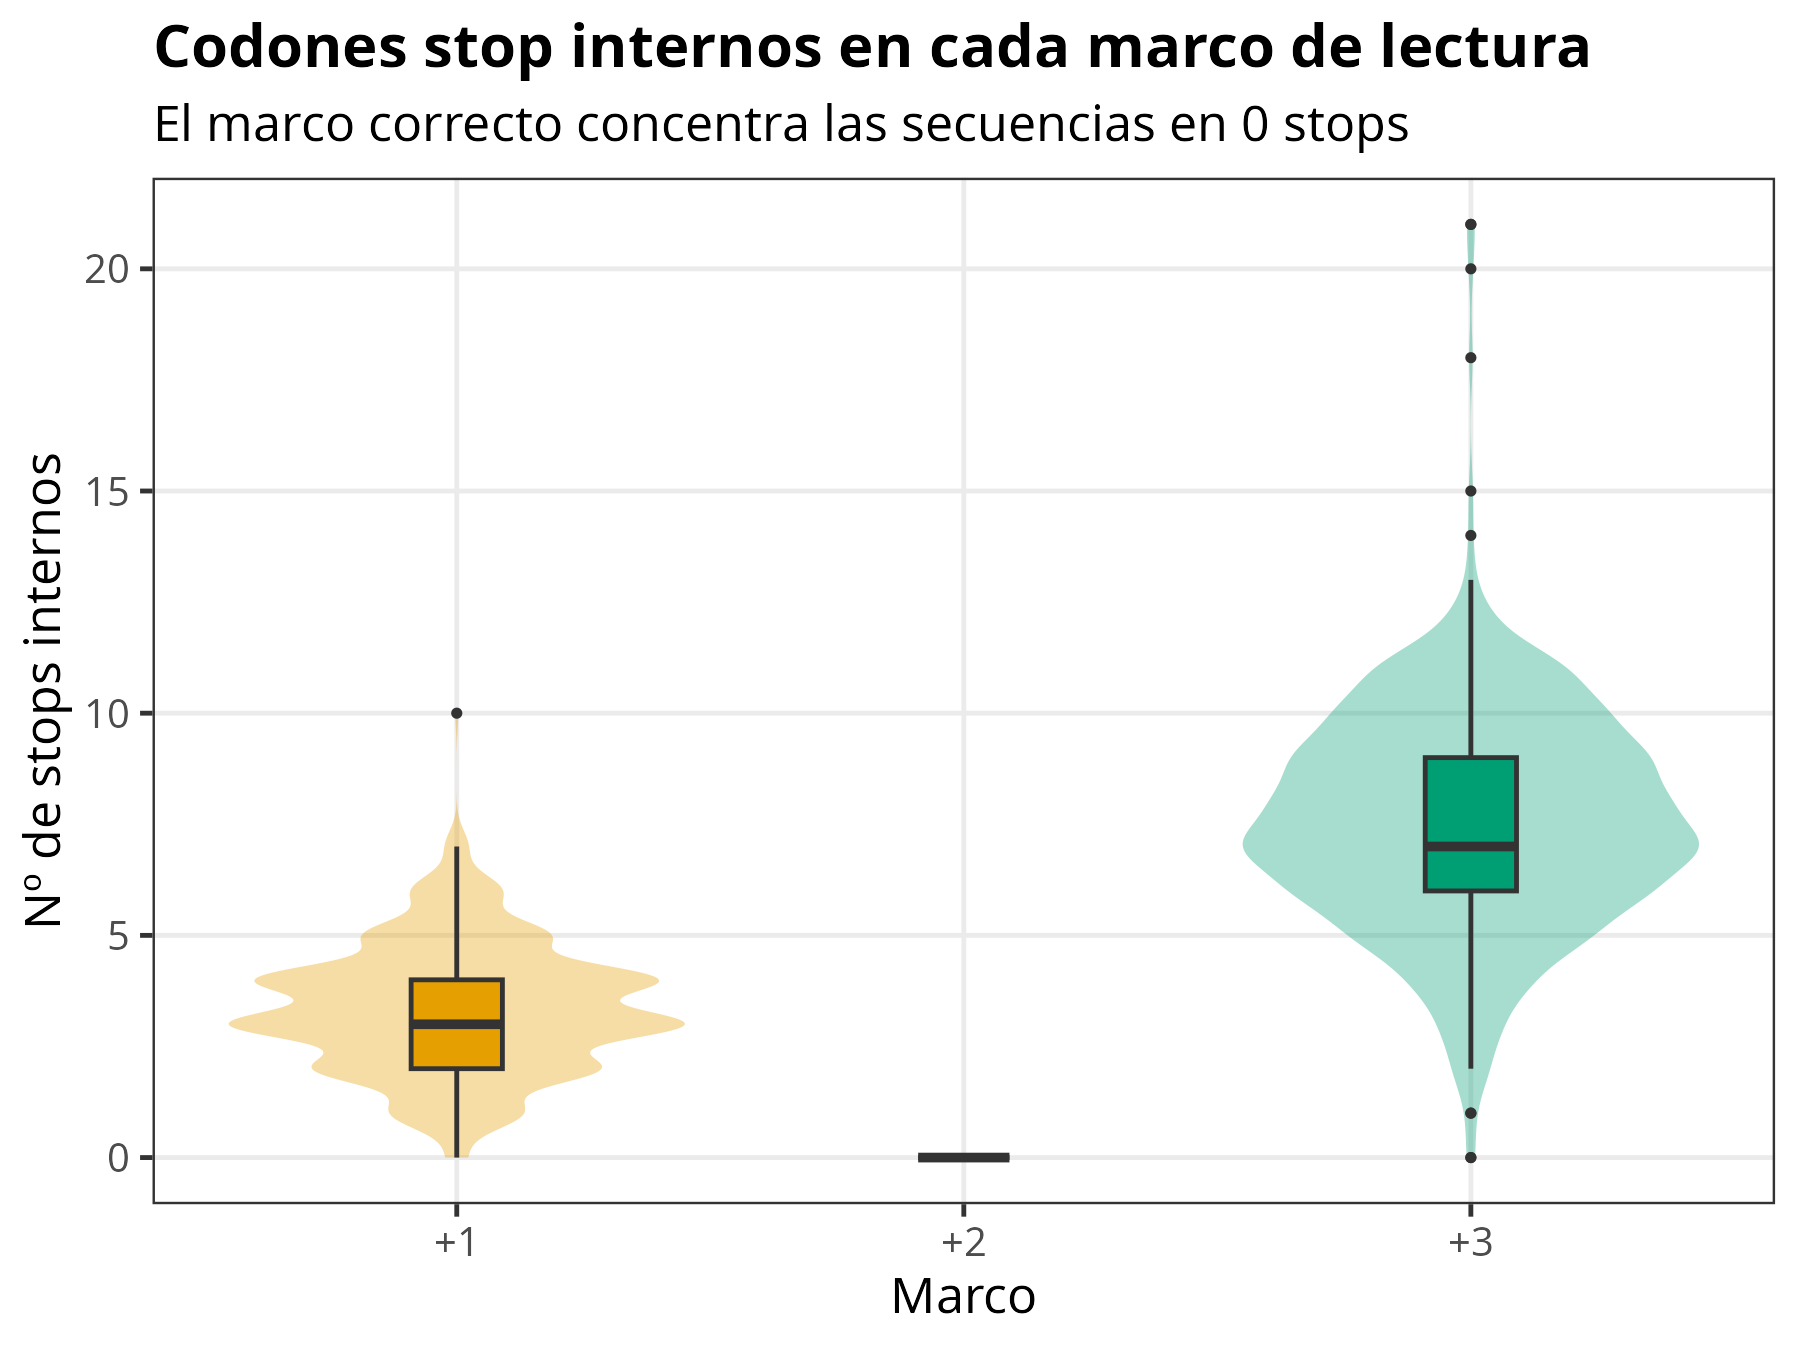 Codones stop internos en cada marco de lectura
El marco correcto concentra las secuencias en 0 stops
Nº de stops internos
20
15
10
5
0
+1 +2 +3
Marco